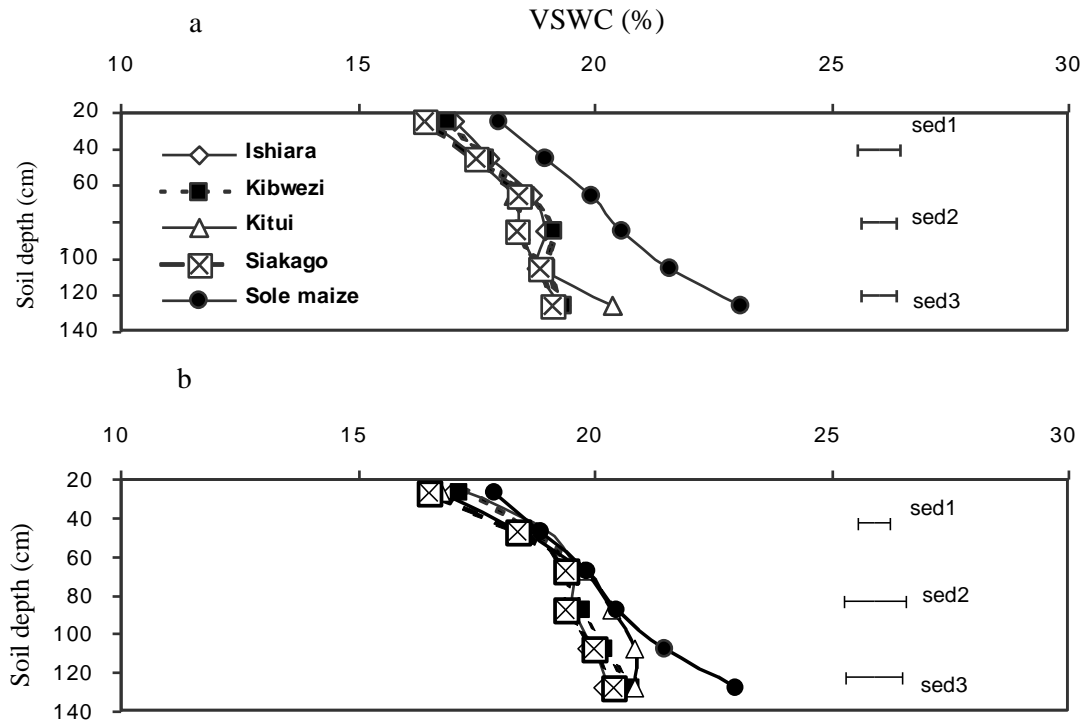 a
VSWC (%)
10 15 20 25 30
Soil depth (cm)
20
40
60
80
100
120
140
Ishiara
Kibwezi
Kitui
Siakago
Sole maize
sed1
sed2
sed3
b
10 15 20 25 30
Soil depth (cm)
20
40
60
80
100
120
140
sed1
sed2
sed3